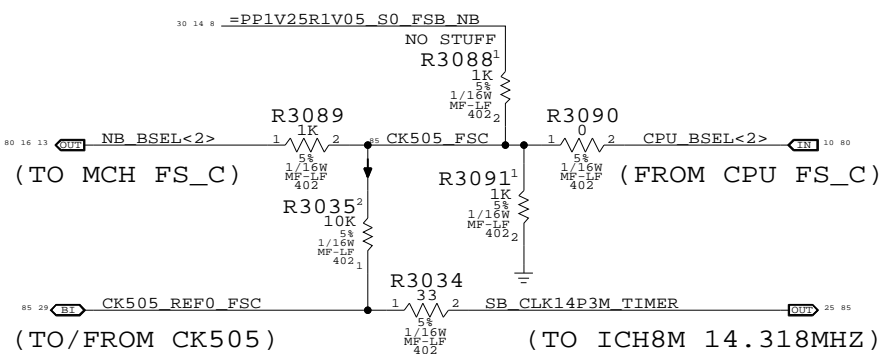 30 14 8 =PP1V25R1V05_S0_FSB_NB
NO STUFF
R3088 1
1K
5%
1/16W
MF-LF
402 2
R3089
1K
80 16 13 OUT NB_BSEL<2> 1 2 85 CK505_FSC
5%
1/16W
MF-LF
402
R3090
0
1 2 CPU_BSEL<2> IN 10 80
5%
1/16W
MF-LF
402
(TO MCH FS_C)
(FROM CPU FS_C)
R3091 1
1K
5%
1/16W
MF-LF
402 2
R3035 2
10K
5%
1/16W
MF-LF
402 1
R3034
33
85 29 BI CK505_REF0_FSC 1 2 SB_CLK14P3M_TIMER OUT 25 85
5%
1/16W
MF-LF
402
(TO/FROM CK505)
(TO ICH8M 14.318MHZ)